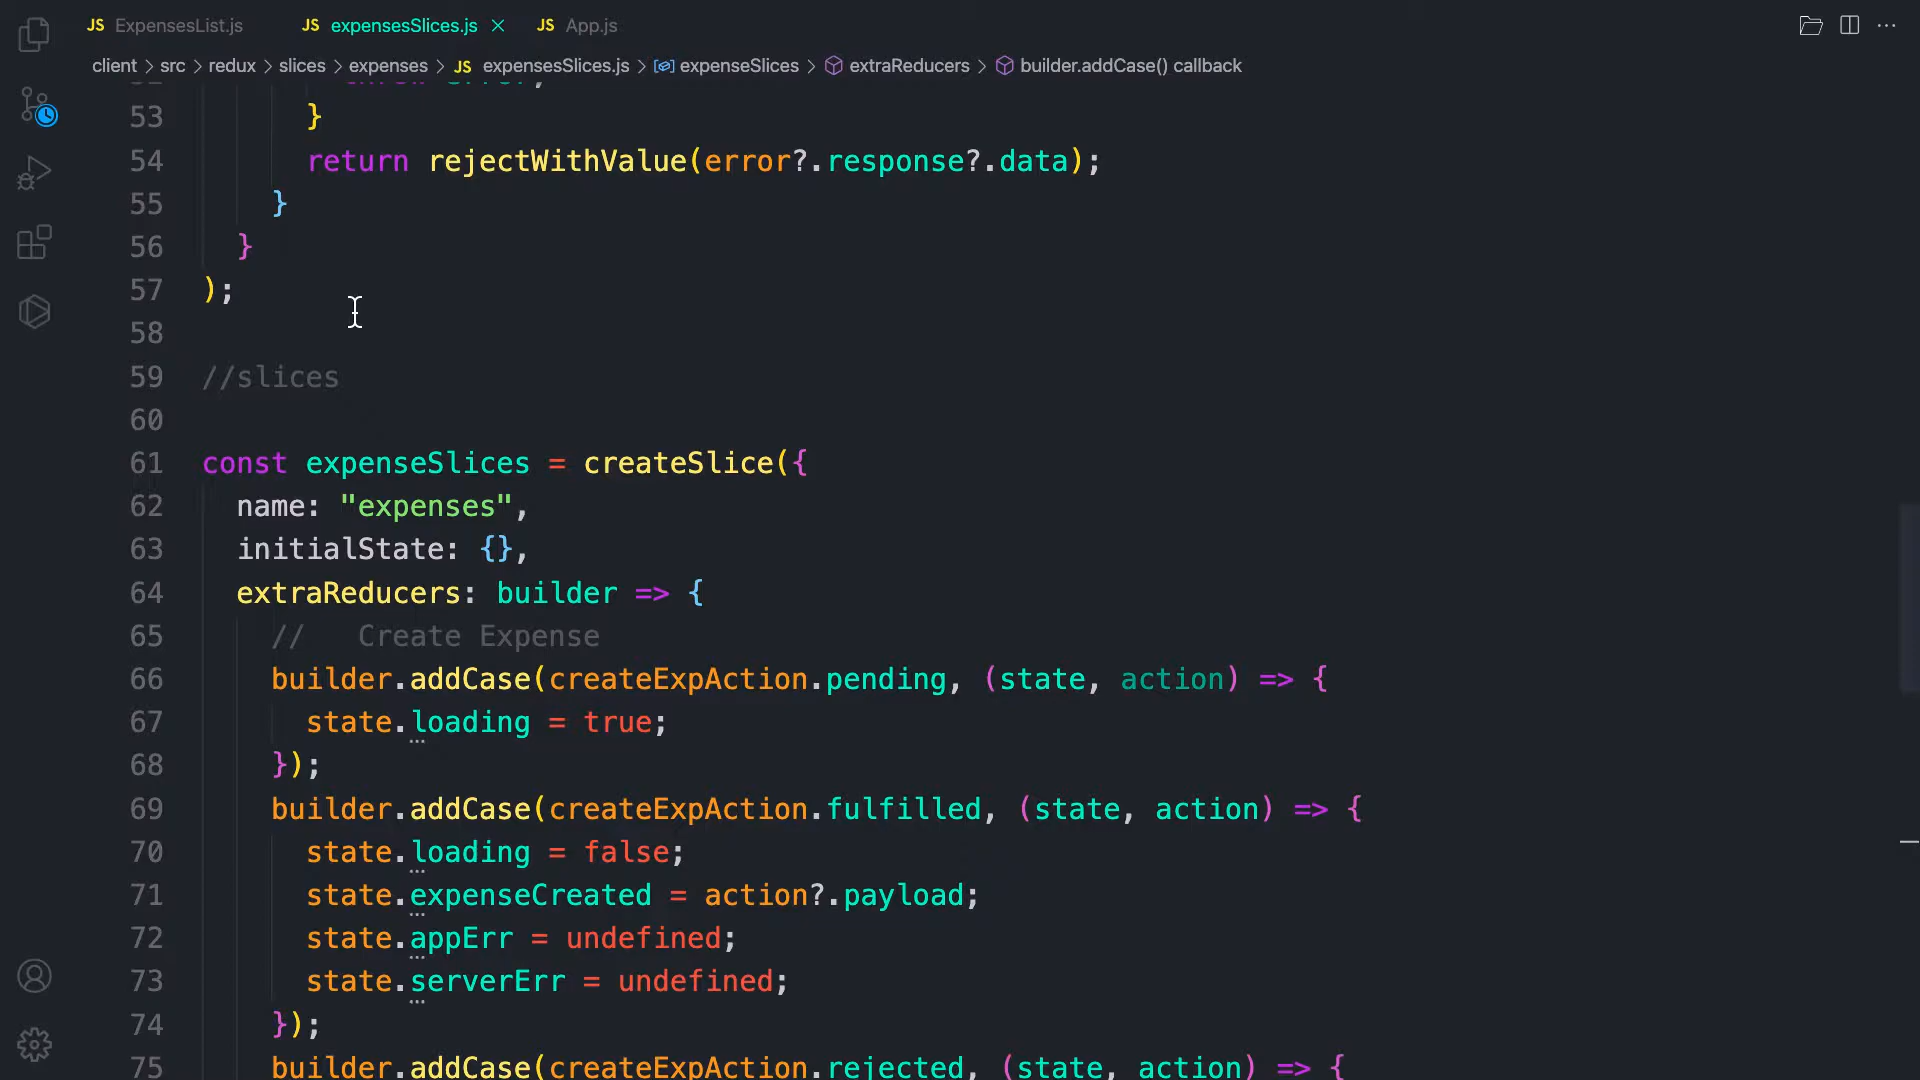 JS ExpensesList.js JS expensesSlices.js × JS App.js
client > src > redux > slices > expenses > JS expensesSlices.js > expenseSlices > extraReducers > builder.addCase() callback
53 }
54 return rejectWithValue(error?.response?.data);
55 }
56 }
57 );
58
59 //slices
60
61 const expenseSlices = createSlice({
62 name: "expenses",
63 initialState: {},
64 extraReducers: builder => {
65 // Create Expense
66 builder.addCase(createExpAction.pending, (state, action) => {
67 state.loading = true;
68 });
69 builder.addCase(createExpAction.fulfilled, (state, action) => {
70 state.loading = false;
71 state.expenseCreated = action?.payload;
72 state.appErr = undefined;
73 state.serverErr = undefined;
74 });
75 builder.addCase(createExpAction.rejected, (state, action) => {